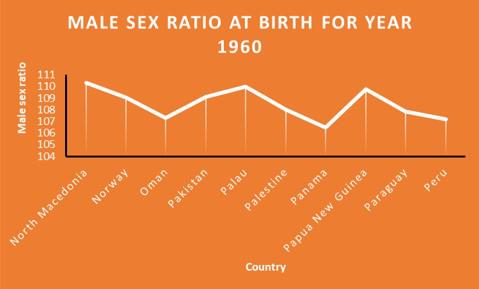 MALE SEX RATIO AT BIRTH FOR YEAR
1960
Male sex ratio
111
110
109
108
107
106
105
104
North Macedonia
Norway
Oman
Pakistan
Palau
Palestine
Panama
Papua New Guinea
Paraguay
Peru
Country